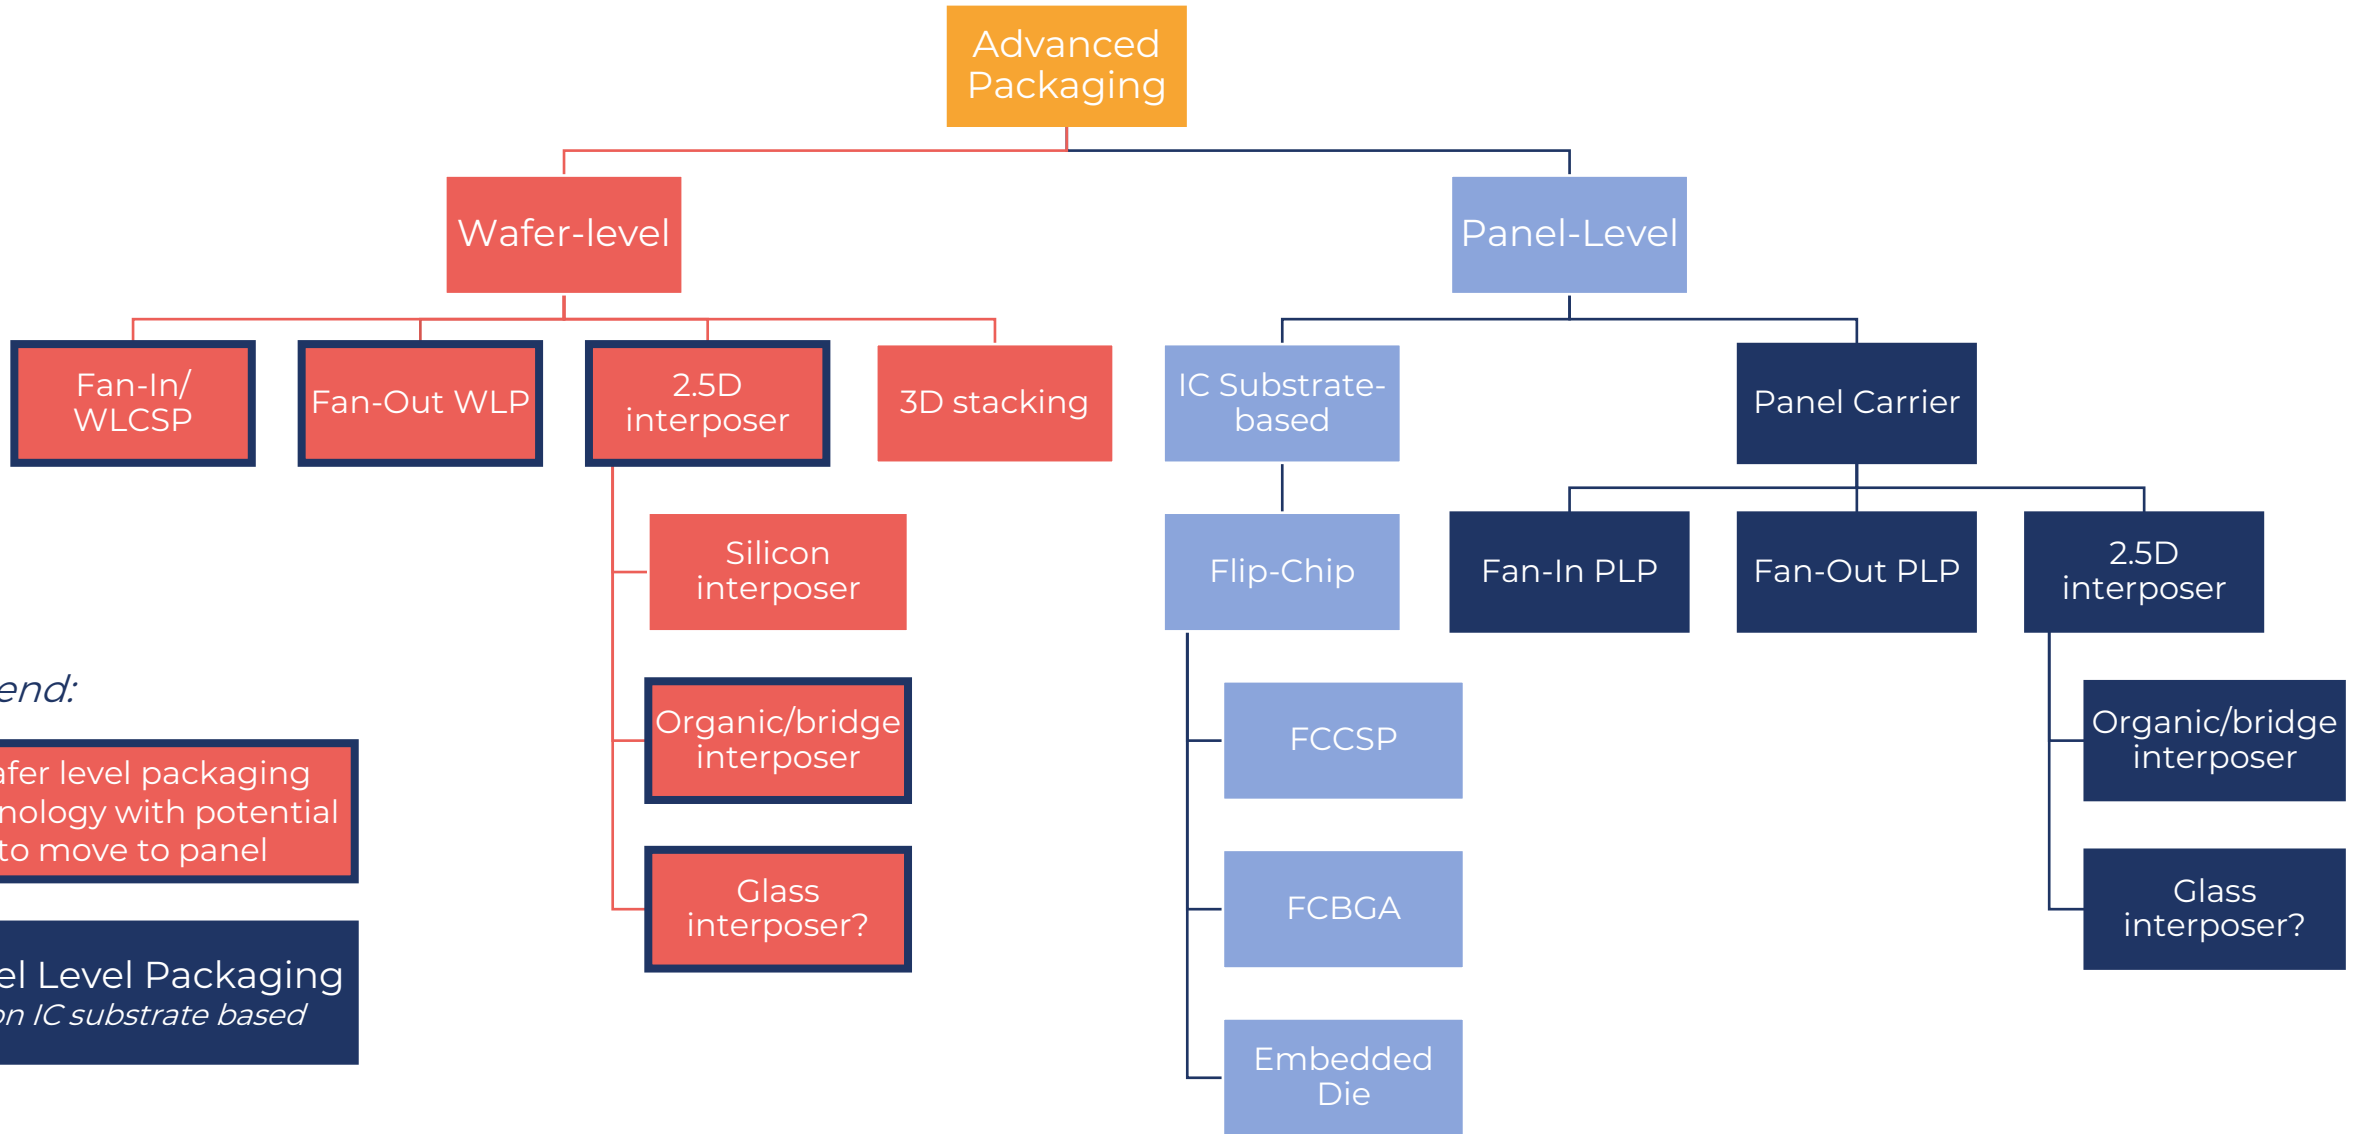 Advanced
Packaging
Wafer-level
Panel-Level
Fan-In/
WLCSP
Fan-Out WLP
2.5D
interposer
3D stacking
IC Substrate-
based
Panel Carrier
Silicon
interposer
Flip-Chip
Fan-In PLP
Fan-Out PLP
2.5D
interposer
Organic/bridge
interposer
FCCSP
Organic/bridge
interposer
Glass
interposer?
FCBGA
Glass
interposer?
Embedded
Die
end:
afer level packaging
nology with potential
to move to panel
el Level Packaging
on IC substrate based